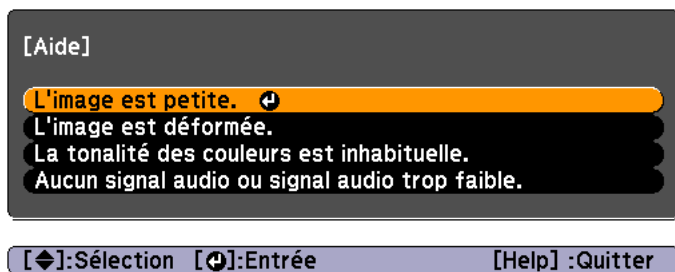 [Aide]
L'image est petite.
L'image est déformée.
La tonalité des couleurs est inhabituelle.
Aucun signal audio ou signal audio trop faible.
[◆]:Sélection [↵]:Entrée [Help] :Quitter